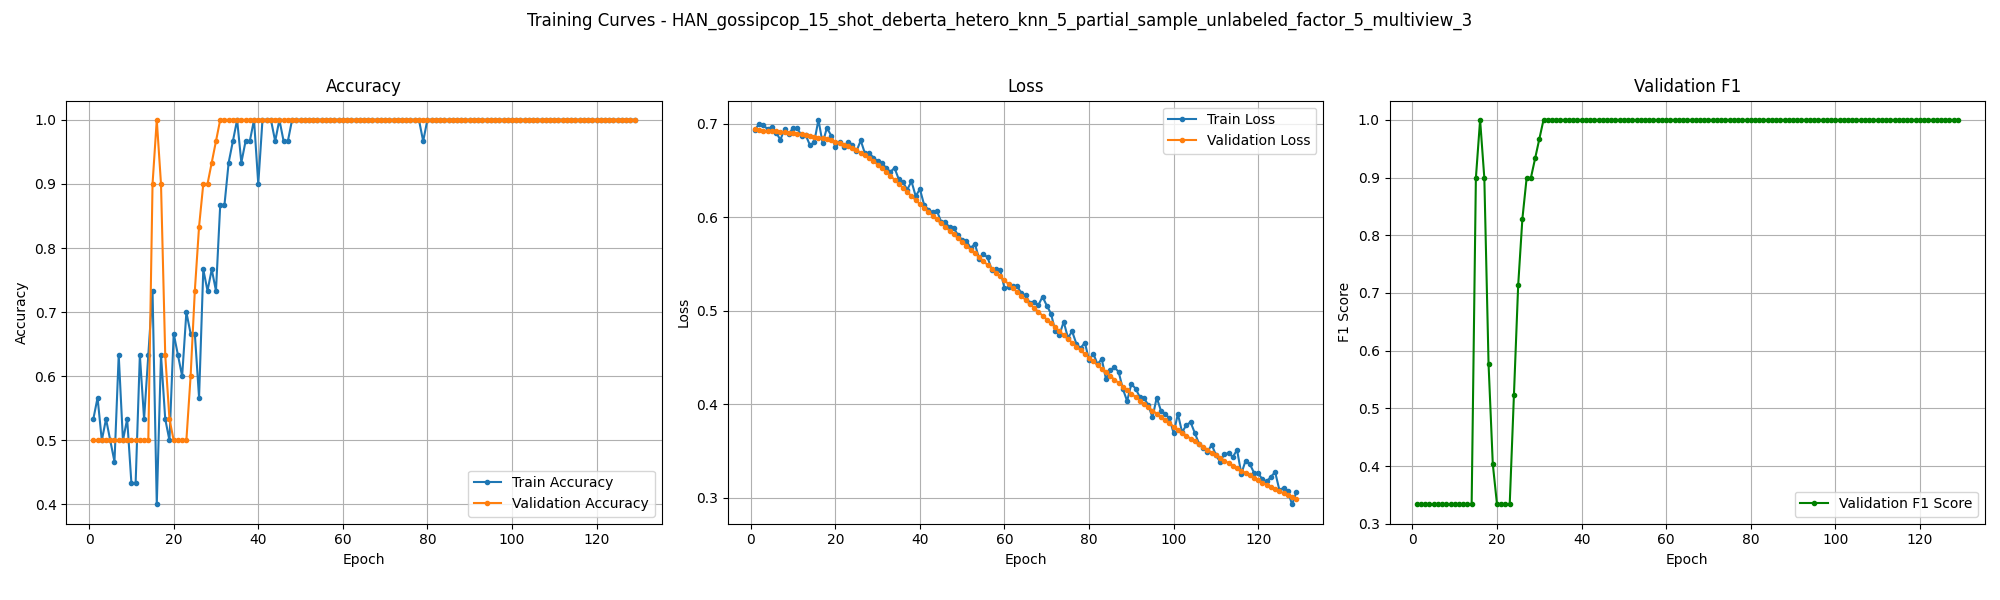 Training Curves - HAN_gossipcop_15_shot_deberta_hetero_knn_5_partial_sample_unlabeled_factor_5_multiview_3
Accuracy
Accuracy
1.0
0.9
0.8
0.7
0.6
0.5
0.4
0 20 40 60 80 100 120
Epoch
Train Accuracy
Validation Accuracy
Loss
Loss
0.7
0.6
0.5
0.4
0.3
0 20 40 60 80 100 120
Epoch
Train Loss
Validation Loss
Validation F1
F1 Score
1.0
0.9
0.8
0.7
0.6
0.5
0.4
0.3
0 20 40 60 80 100 120
Epoch
Validation F1 Score